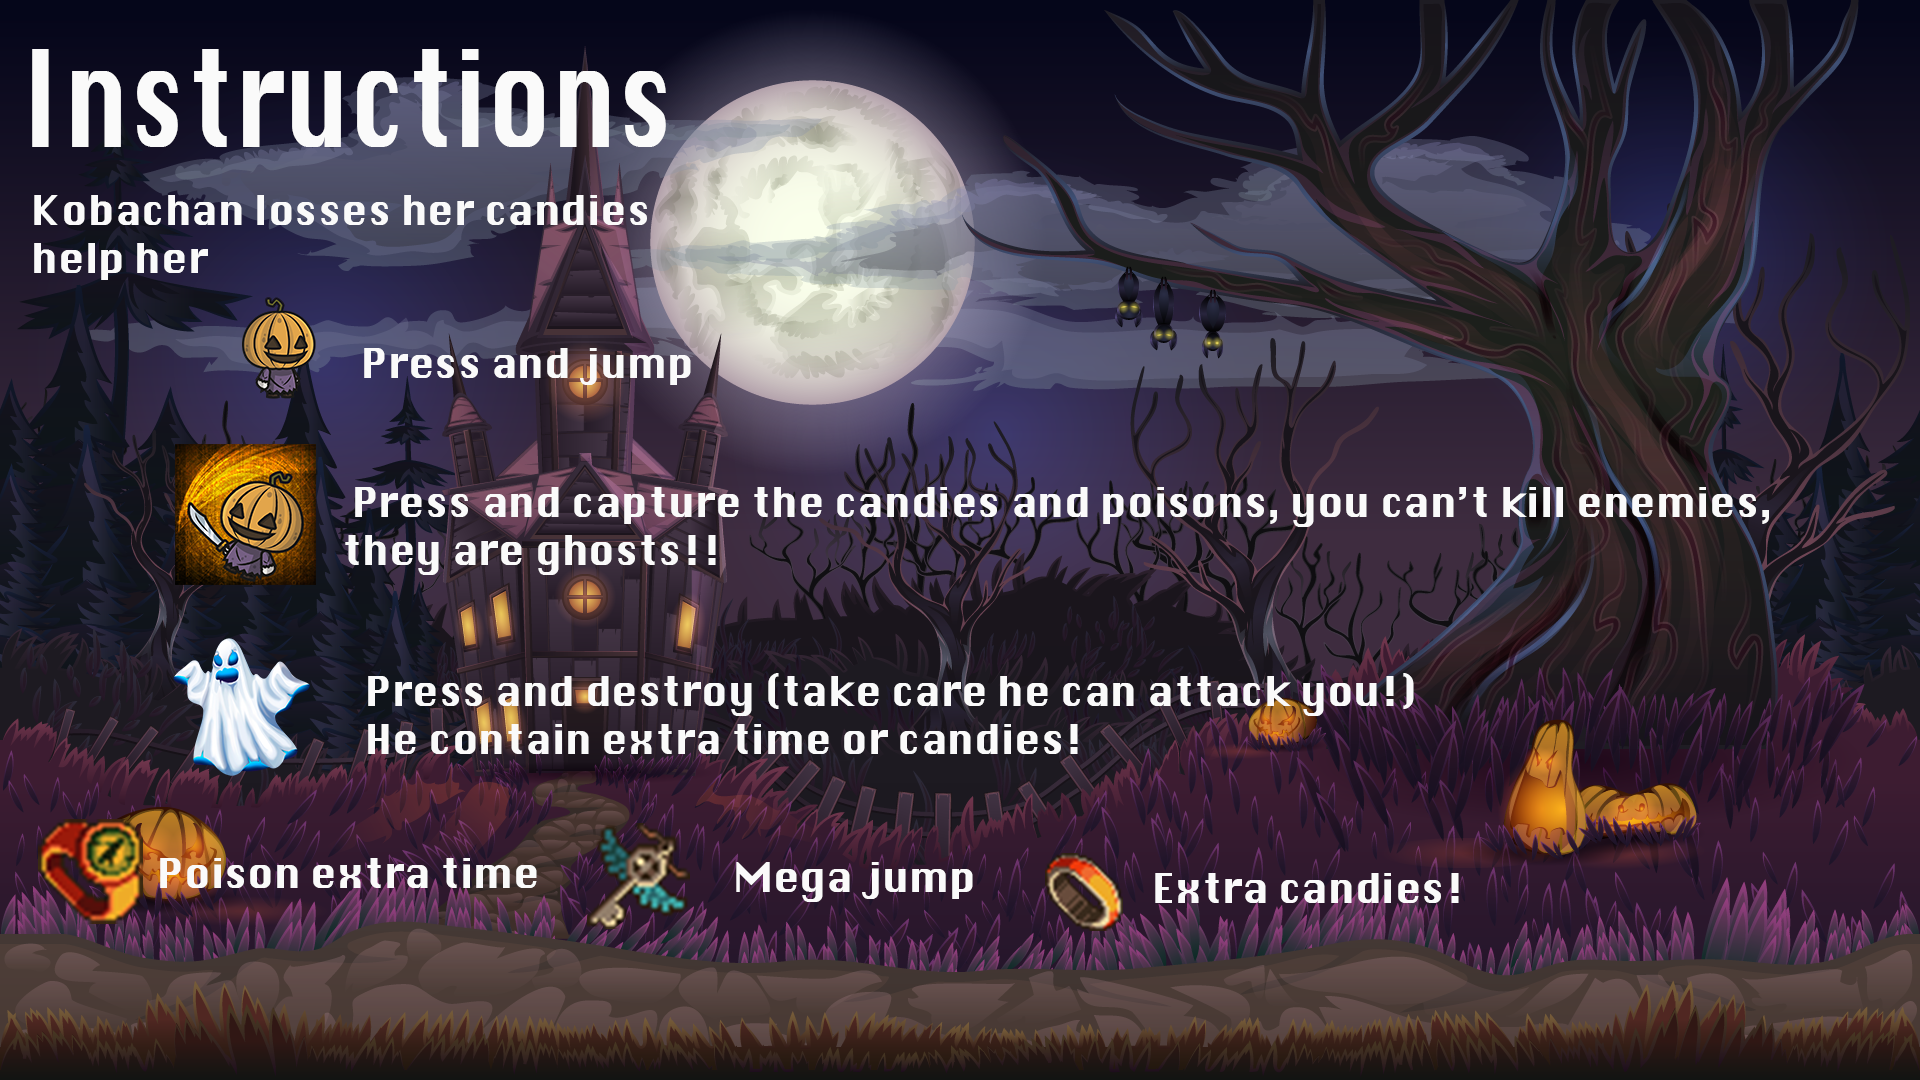 Instructions
Kobachan losses her candies
help her
Press and jump
Press and capture the candies and poisons, you can't kill enemies,
they are ghosts!!
Press and destroy (take care he can attack you!)
He contain extra time or candies!
Poison extra time
Mega jump
Extra candies!